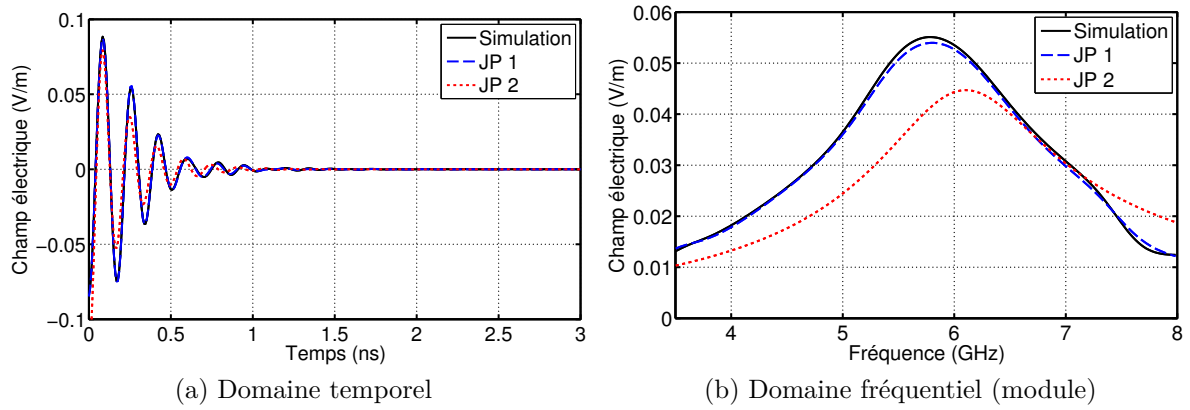 0.1
0.05
0
−0.05
−0.1
Champ électrique (V/m)
0
0.5
1
1.5
2
2.5
3
Temps (ns)
Simulation
JP 1
JP 2
(a) Domaine temporel
0.06
0.05
0.04
0.03
0.02
0.01
0
Champ électrique (V/m)
4
5
6
7
8
Fréquence (GHz)
Simulation
JP 1
JP 2
(b) Domaine fréquentiel (module)